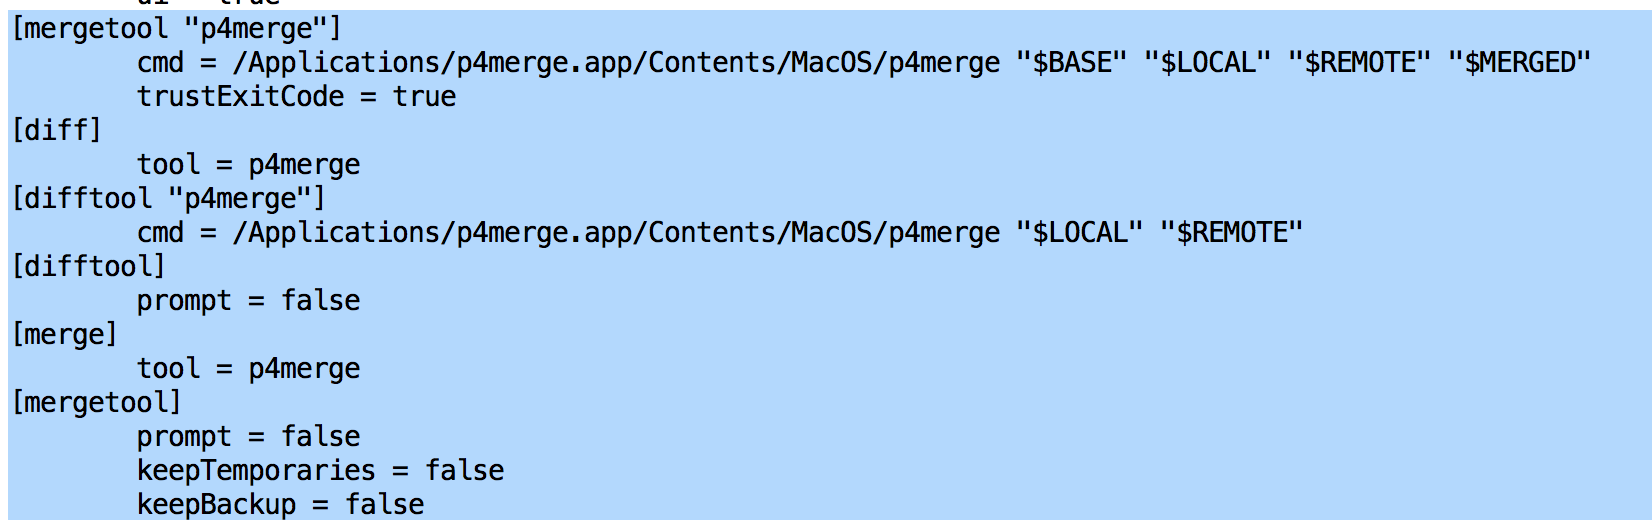 [mergetool "p4merge"]
cmd = /Applications/p4merge.app/Contents/MacOS/p4merge "$BASE" "$LOCAL" "$REMOTE" "$MERGED"
trustExitCode = true
[diff]
tool = p4merge
[difftool "p4merge"]
cmd = /Applications/p4merge.app/Contents/MacOS/p4merge "$LOCAL" "$REMOTE"
[difftool]
prompt = false
[merge]
tool = p4merge
[mergetool]
prompt = false
keepTemporaries = false
keepBackup = false